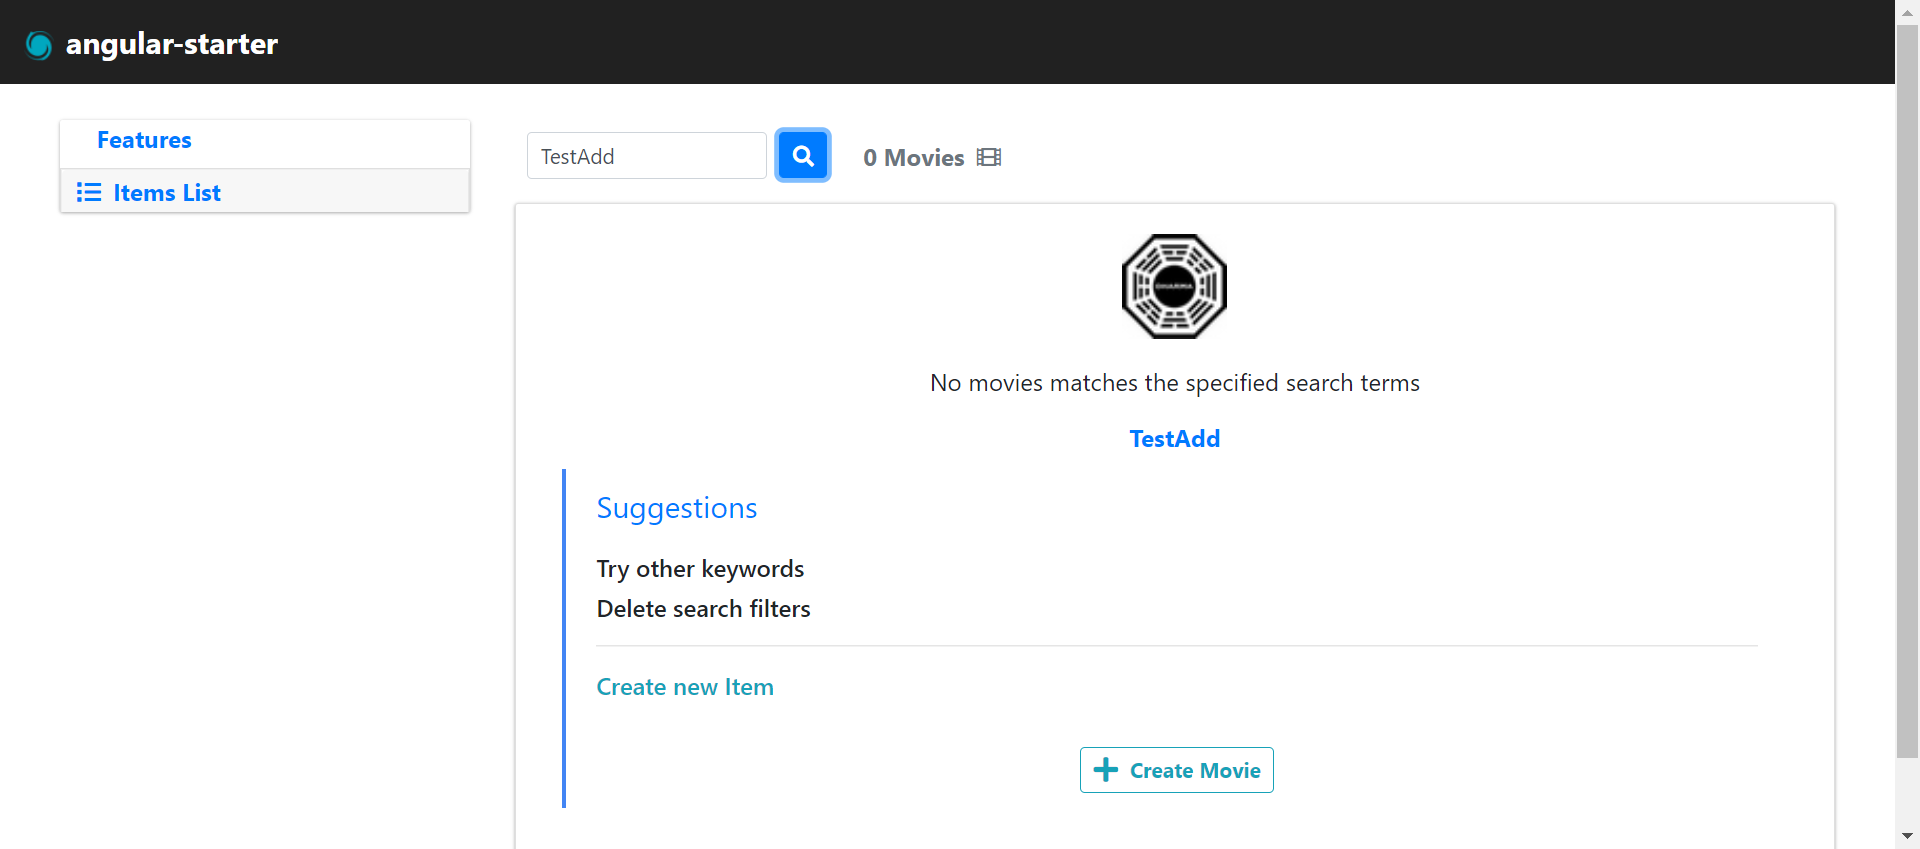 angular-starter
Features
Items List
TestAdd
0 Movies
DHARMA
No movies matches the specified search terms
TestAdd
Suggestions
Try other keywords
Delete search filters
Create new Item
Create Movie